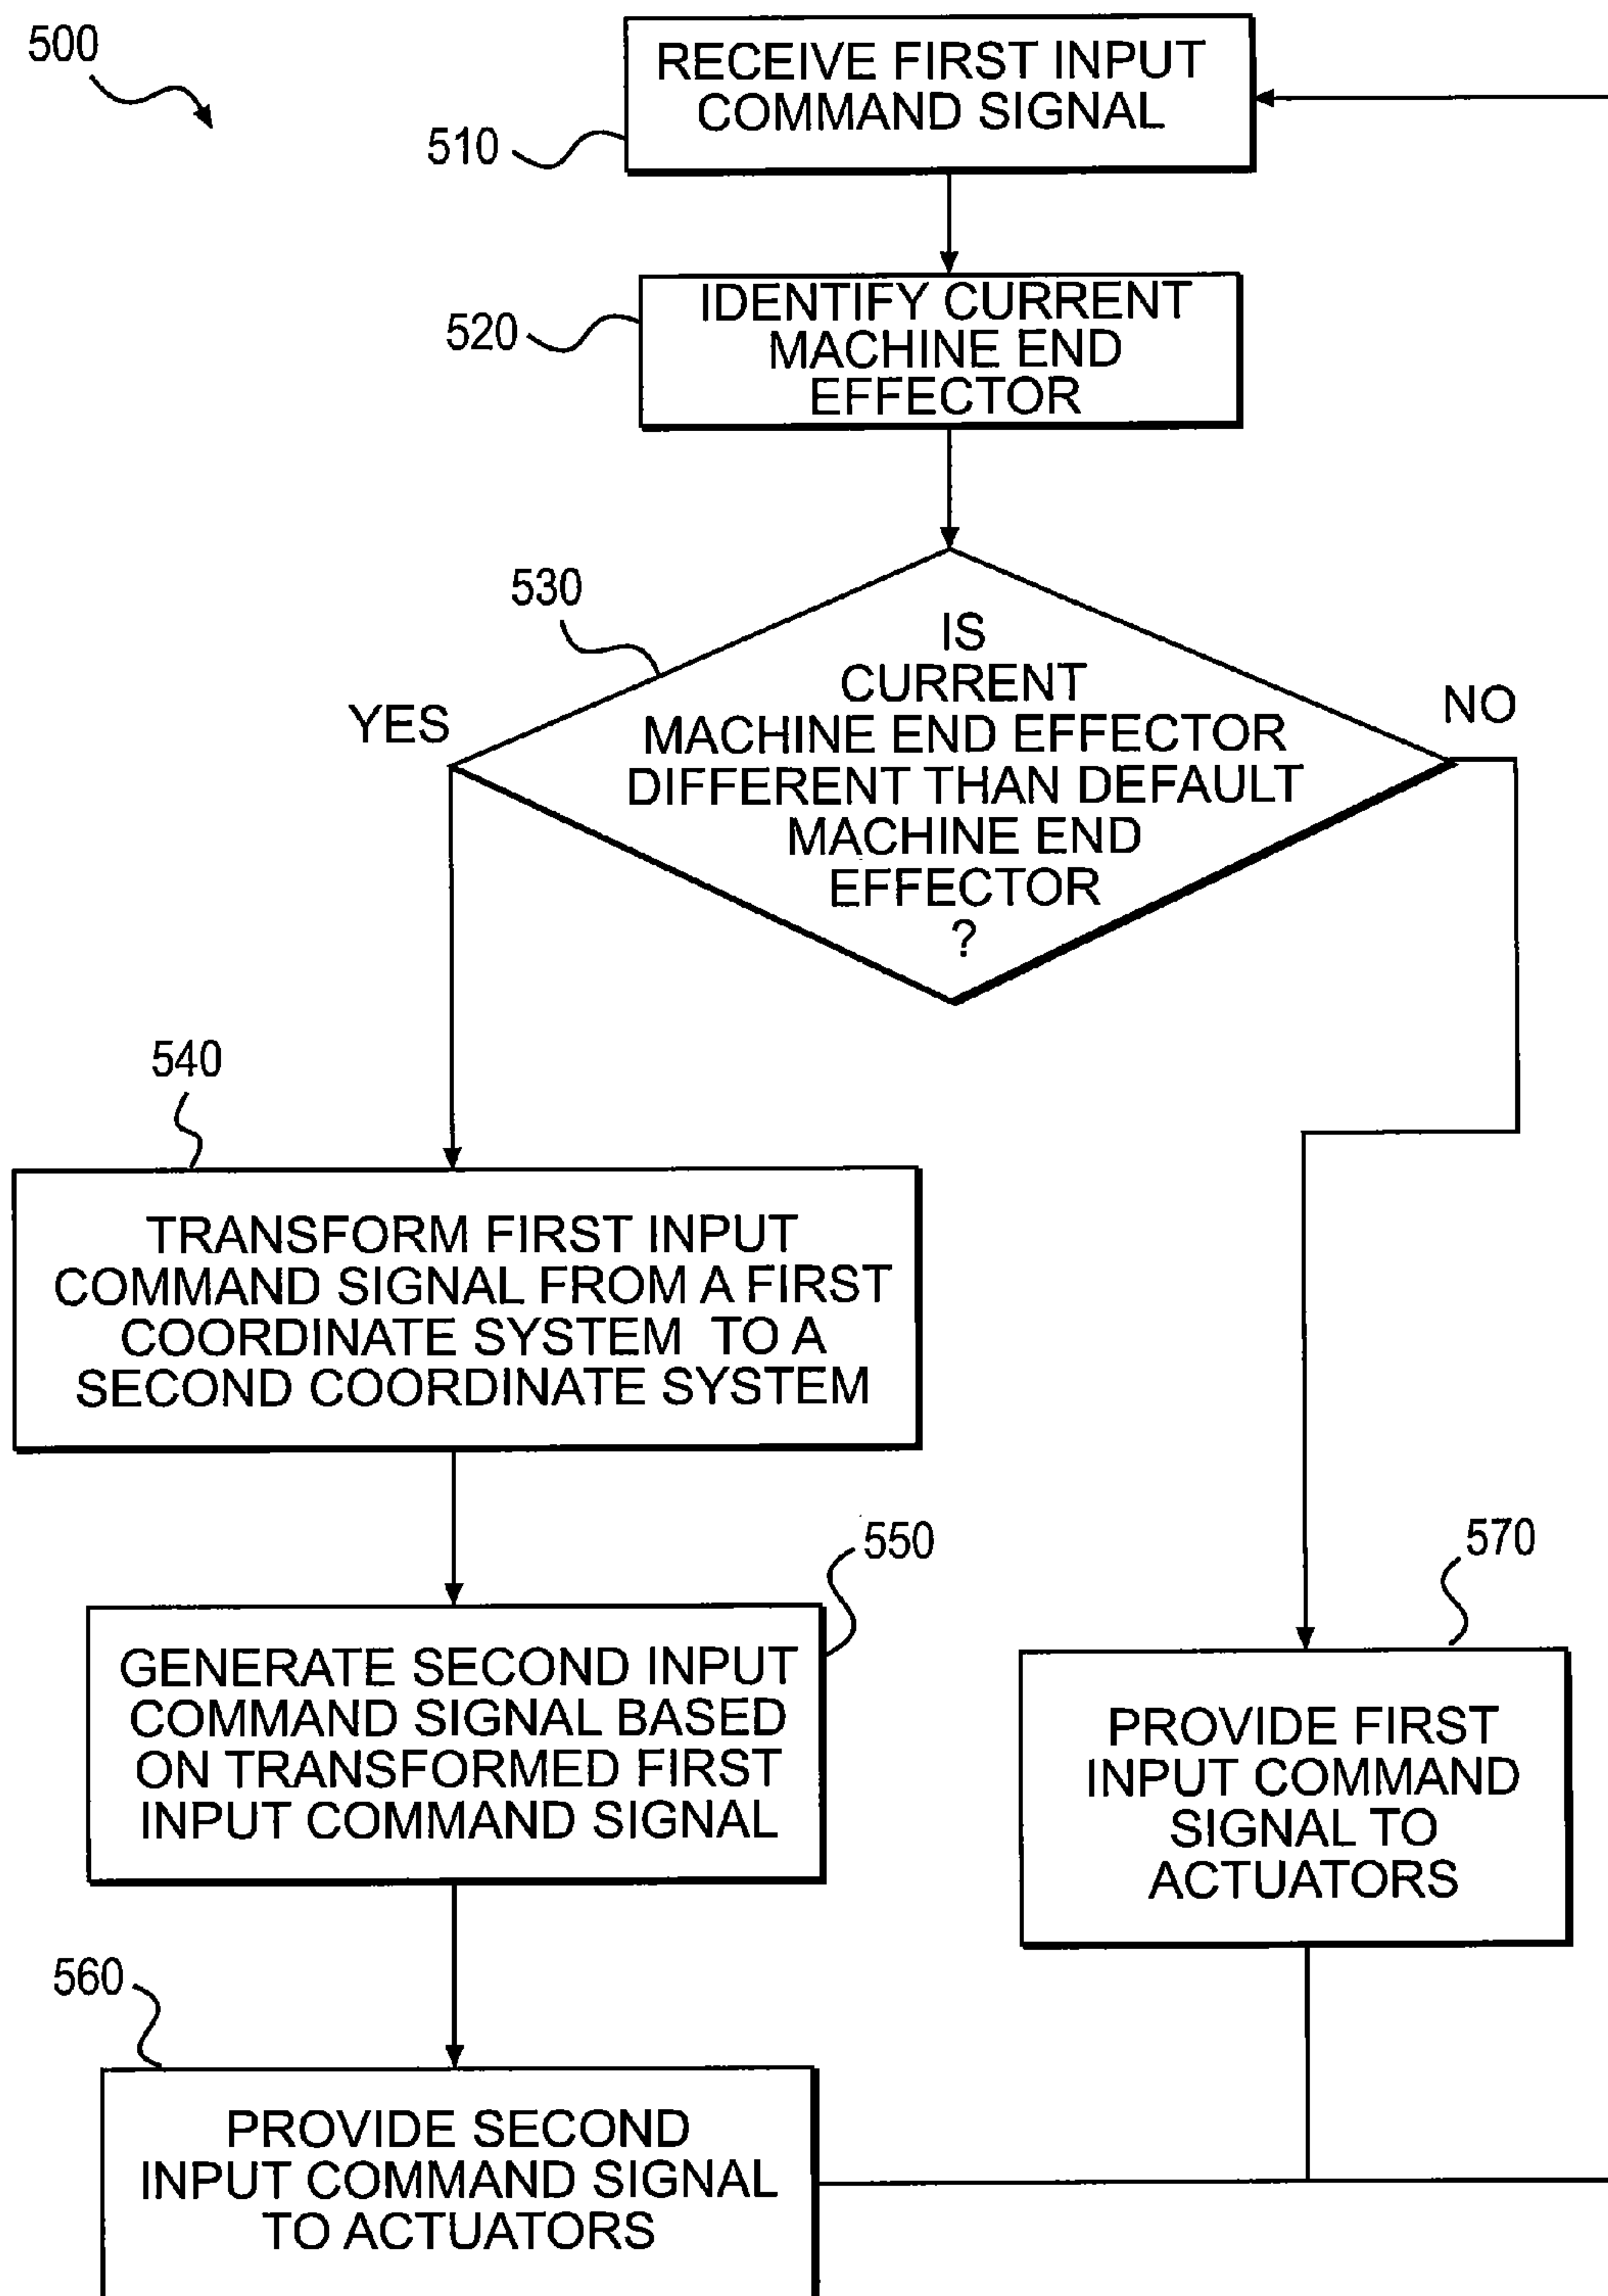 500
RECEIVE FIRST INPUT
COMMAND SIGNAL
510
IDENTIFY CURRENT
MACHINE END
EFFECTOR
520
530
IS
CURRENT
MACHINE END EFFECTOR
DIFFERENT THAN DEFAULT
MACHINE END
EFFECTOR
?
YES
NO
540
TRANSFORM FIRST INPUT
COMMAND SIGNAL FROM A FIRST
COORDINATE SYSTEM TO A
SECOND COORDINATE SYSTEM
550
GENERATE SECOND INPUT
COMMAND SIGNAL BASED
ON TRANSFORMED FIRST
INPUT COMMAND SIGNAL
570
PROVIDE FIRST
INPUT COMMAND
SIGNAL TO
ACTUATORS
560
PROVIDE SECOND
INPUT COMMAND SIGNAL
TO ACTUATORS